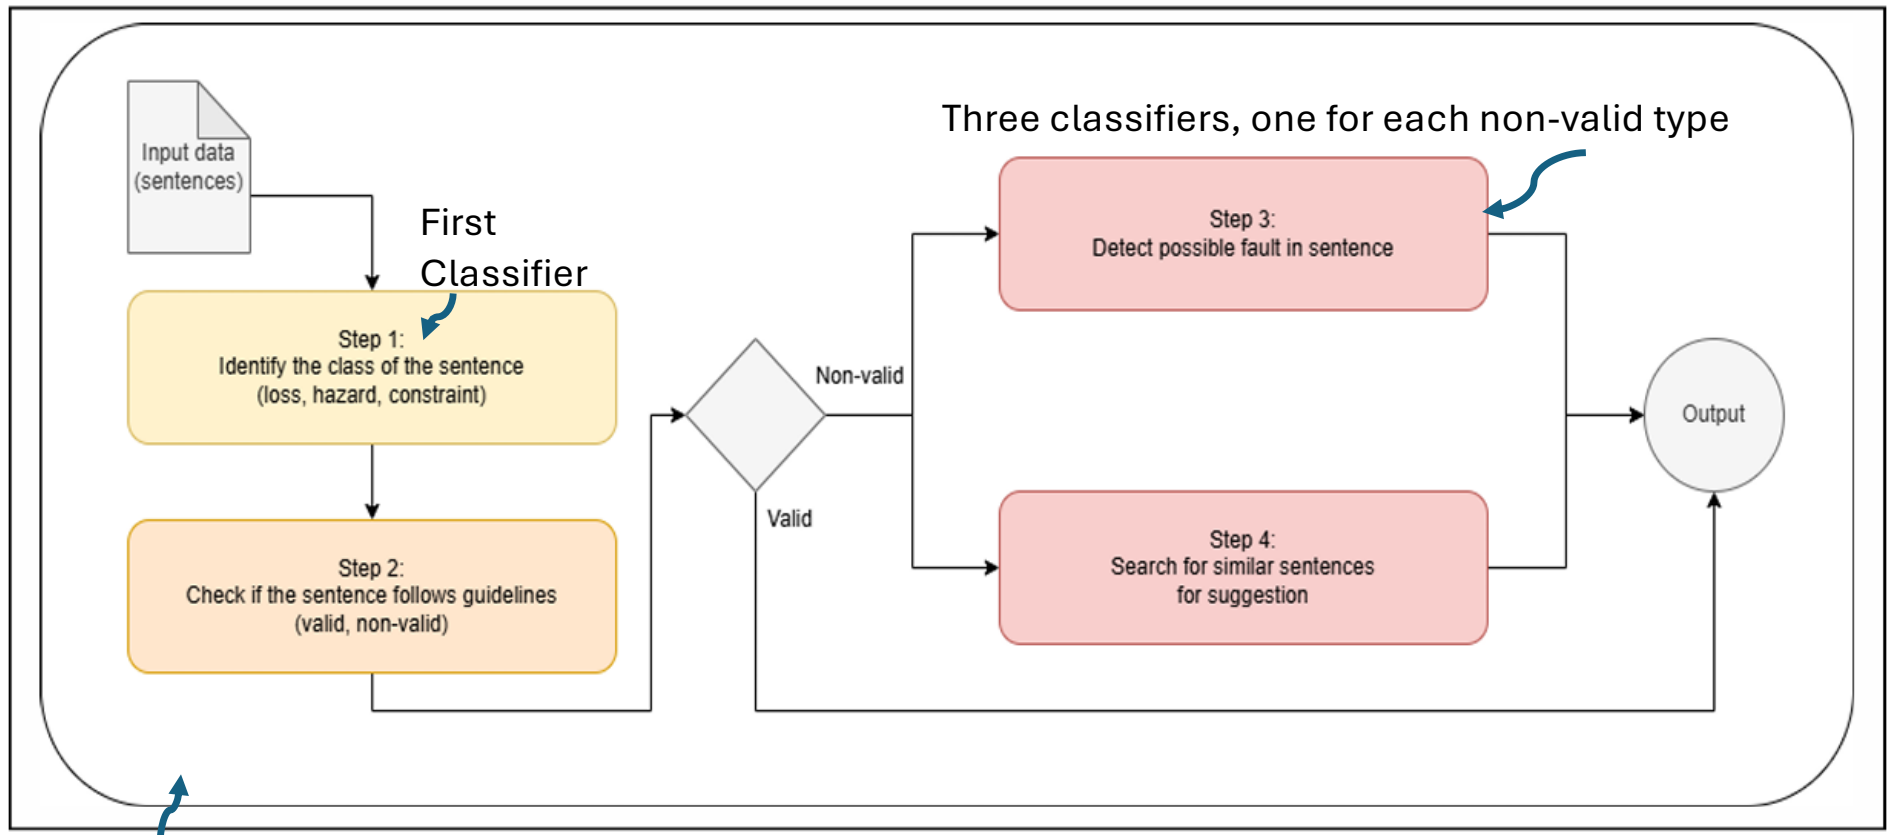 Input data
(sentences)
First
Classifier
Step 1:
Identify the class of the sentence
(loss, hazard, constraint)
Step 2:
Check if the sentence follows guidelines
(valid, non-valid)
Non-valid
Valid
Three classifiers, one for each non-valid type
Step 3:
Detect possible fault in sentence
Step 4:
Search for similar sentences
for suggestion
Output